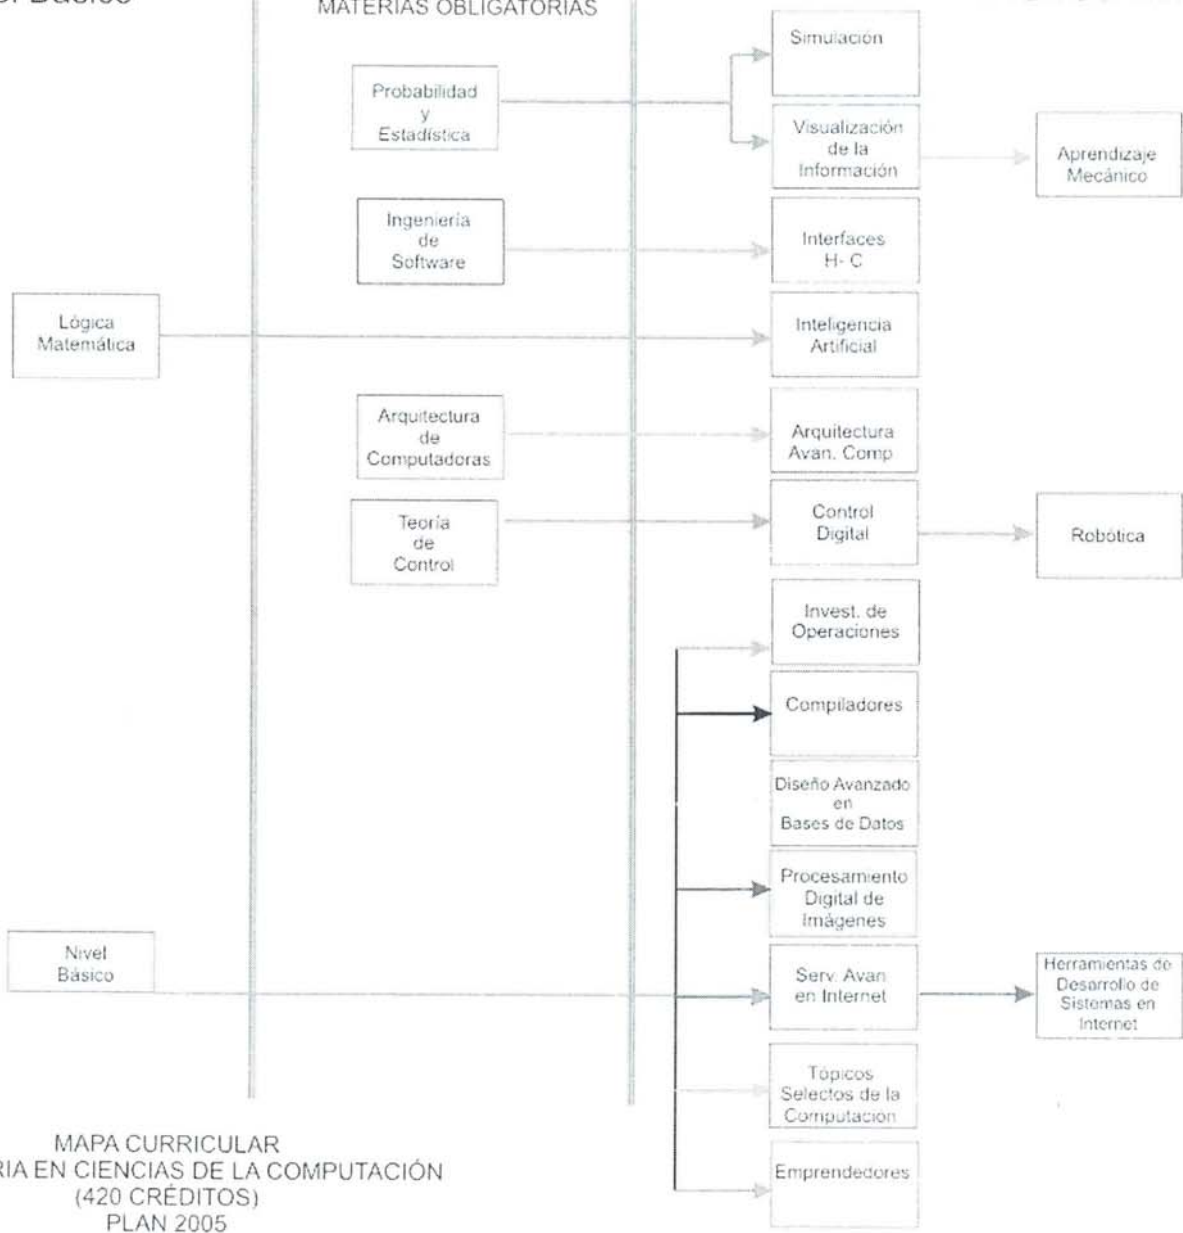 Básico
MATERIAS OBLIGATORIAS
Simulación
Probabilidad
y
Estadística
Visualización
de la
Información
Aprendizaje
Mecánico
Ingeniería
de
Software
Interfaces
H- C
Lógica
Matemática
Inteligencia
Artificial
Arquitectura
de
Computadoras
Arquitectura
Avan. Comp
Teoría
de
Control
Control
Digital
Robótica
Invest. de
Operaciones
Compiladores
Diseño Avanzado
en
Bases de Datos
Procesamiento
Digital de
Imágenes
Nivel
Básico
Serv. Avan
en Internet
Herramientas de
Desarrollo de
Sistemas en
Internet
Tópicos
Selectos de la
Computación
Emprendedores
MAPA CURRICULAR
RIA EN CIENCIAS DE LA COMPUTACIÓN
(420 CRÉDITOS)
PLAN 2005